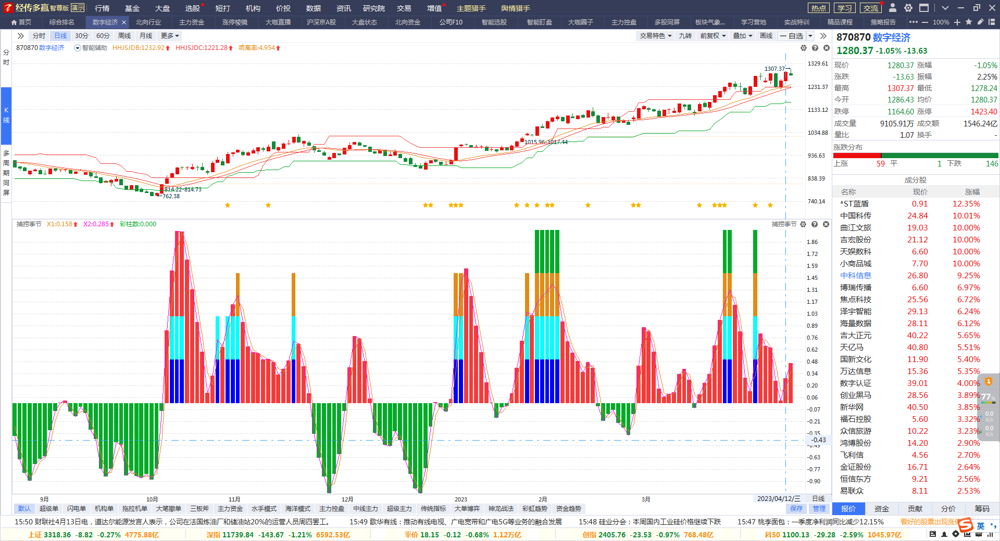 经传多赢 智尊版 演示 行情 基金 大盘 选股 短打 机构 价投 数据 资讯 研究院 交易 增值 主题猎手 舆情猎手 热点 学习 交流
首页 综合排名 数字经济 × 北向行业 主力资金 涨停棱镜 大咖直播 沪深京A股 大盘状态 北向资金 公司F10 智能选股 智能盯盘 大咖圈子 主力控盘 多股同屏 板块气象... 学习营地 实战特训 精品课程 策略报告 ••• 100%
分时 日线 30分 60分 周线 月线 更多 交易特色 九转 前复权 叠加 画线 一自选
870870 数字经济 智能辅助 HHJSJDB:1232.92 HHJSJDC:1221.28 乖离率:4.954
分时
K线
多周期同屏
1307.37
1015.96-1017.44
814.22-814.73
762.38
1329.61
1231.37
1133.12
1034.88
936.63
838.39
740.14
捕捞季节 X1:0.158 X2:0.285 彩柱数:0.000 捕捞季节
1.86
1.72
1.59
1.45
1.31
1.17
1.03
0.89
0.76
0.62
0.48
0.34
0.20
0.06
-0.07
-0.21
-0.35
-0.43
-0.49
-0.63
-0.77
-0.90
9月 10月 11月 12月 2023 2月 3月 2023/04/12/三 日线
默认 超级单 闪电单 机构单 拖拉机单 大笔撤单 三板斧 主力资金 水手模式 海洋模式 主力控盘 中线主力 超级主力 传统指标 大单博弈 神龙战法 彩虹趋势 资金趋势 保存 管理
870870 数字经济
1280.37 -1.05% -13.63
现价 1280.37 涨幅 -1.05%
涨跌 -13.63 振幅 2.25%
最高 1307.37 最低 1278.24
今开 1286.43 均价 1280.37
跌停 1164.60 涨停 1423.40
成交量 9105.91万 成交额 1546.24亿
量比 1.07 换手 -
涨跌分布
上涨 59 平 1 下跌 146
成分股
名称 现价 涨幅
*ST蓝盾 0.91 12.35%
中国科传 24.84 10.01%
曲江文旅 19.03 10.00%
吉宏股份 21.12 10.00%
天娱数科 6.60 10.00%
小商品城 7.70 10.00%
中科信息 26.80 9.25%
博瑞传播 6.60 6.97%
焦点科技 25.56 6.72%
泽宇智能 29.13 6.24%
海量数据 28.11 6.12%
吉大正元 40.22 5.65%
天亿马 40.80 5.51%
国新文化 11.90 5.40%
万达信息 15.36 5.35%
数字认证 39.01 4.00%
创业黑马 28.56 3.89%
新华网 40.50 3.85%
福石控股 5.60 3.32%
众信旅游 10.22 3.23%
鸿博股份 14.20 2.90%
飞利信 4.56 2.70%
金证股份 16.71 2.64%
恒信东方 9.21 2.56%
易联众 8.11 2.53%
1
77%
0.0
K/s
0.0
K/s
报价 资金 贡献 分价 筹码
15:50 财联社4月13日电，道达尔能源发言人表示，公司在法国炼油厂和储油站20%的运营人员周四罢工。 15:49 歌华有线：推动有线电视、广电宽带和广电5G等业务的融合发展 15:48 硅业分会：本周国内工业硅价格继续下跌 15:47 桃李面包：一季度净利润同比减少12.15% 看好的股票出现涨停
上证 3318.36 -8.82 -0.27% 4775.88亿 深指 11739.84 -143.67 -1.21% 6592.53亿 平价 18.15 -0.12 -0.68% 1.12万亿 创指 2405.76 -23.53 -0.97% 768.48亿 科50 1100.13 -29.28 -2.59% 1045.97亿
S 英